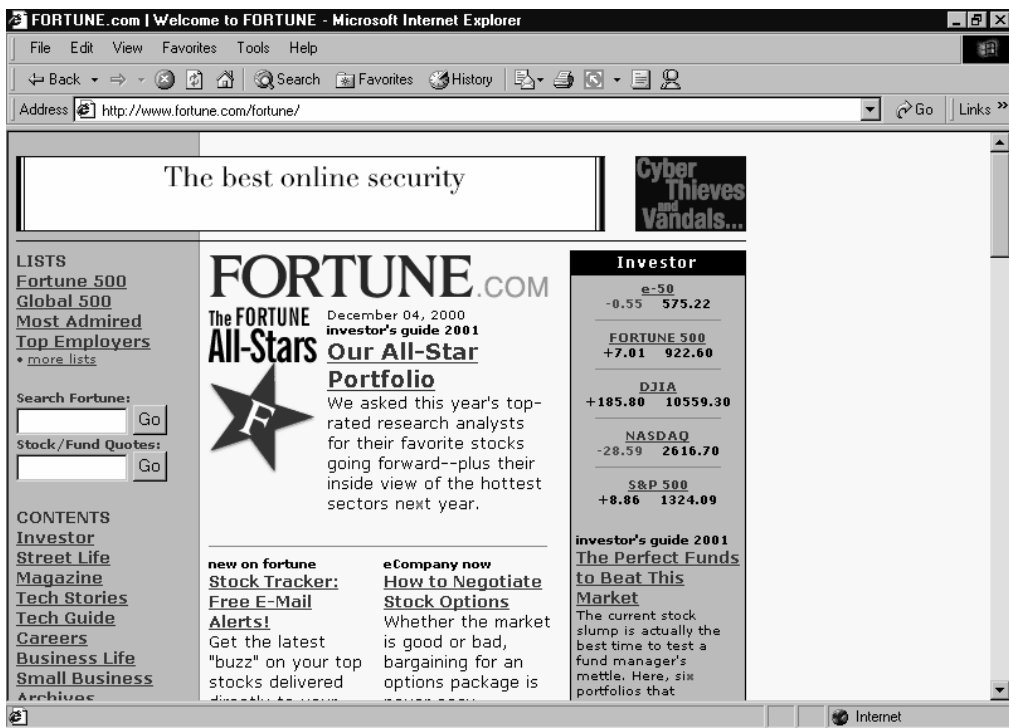 FORTUNE.com | Welcome to FORTUNE - Microsoft Internet Explorer
File Edit View Favorites Tools Help
Back Search Favorites History
Address http://www.fortune.com/fortune/ Go Links »
The best online security
Cyber
Thieves
and
Vandals...
LISTS
Fortune 500
Global 500
Most Admired
Top Employers
• more lists
Search Fortune:
Go
Stock/Fund Quotes:
Go
CONTENTS
Investor
Street Life
Magazine
Tech Stories
Tech Guide
Careers
Business Life
Small Business
Archives
FORTUNE.COM
The FORTUNE
All-Stars
F
December 04, 2000
investor's guide 2001
Our All-Star
Portfolio
We asked this year's top-
rated research analysts
for their favorite stocks
going forward--plus their
inside view of the hottest
sectors next year.
new on fortune
Stock Tracker:
Free E-Mail
Alerts!
Get the latest
"buzz" on your top
stocks delivered
directly to your
eCompany now
How to Negotiate
Stock Options
Whether the market
is good or bad,
bargaining for an
options package is
never easy
Investor
e-50
-0.55 575.22
FORTUNE 500
+7.01 922.60
DJIA
+185.80 10559.30
NASDAQ
-28.59 2616.70
S&P 500
+8.86 1324.09
investor's guide 2001
The Perfect Funds
to Beat This
Market
The current stock
slump is actually the
best time to test a
fund manager's
mettle. Here, six
portfolios that
Internet